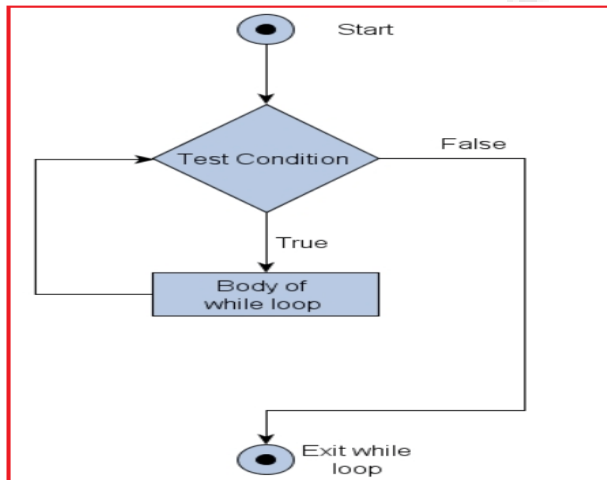 Start
Test Condition
False
True
Body of
while loop
Exit while
loop